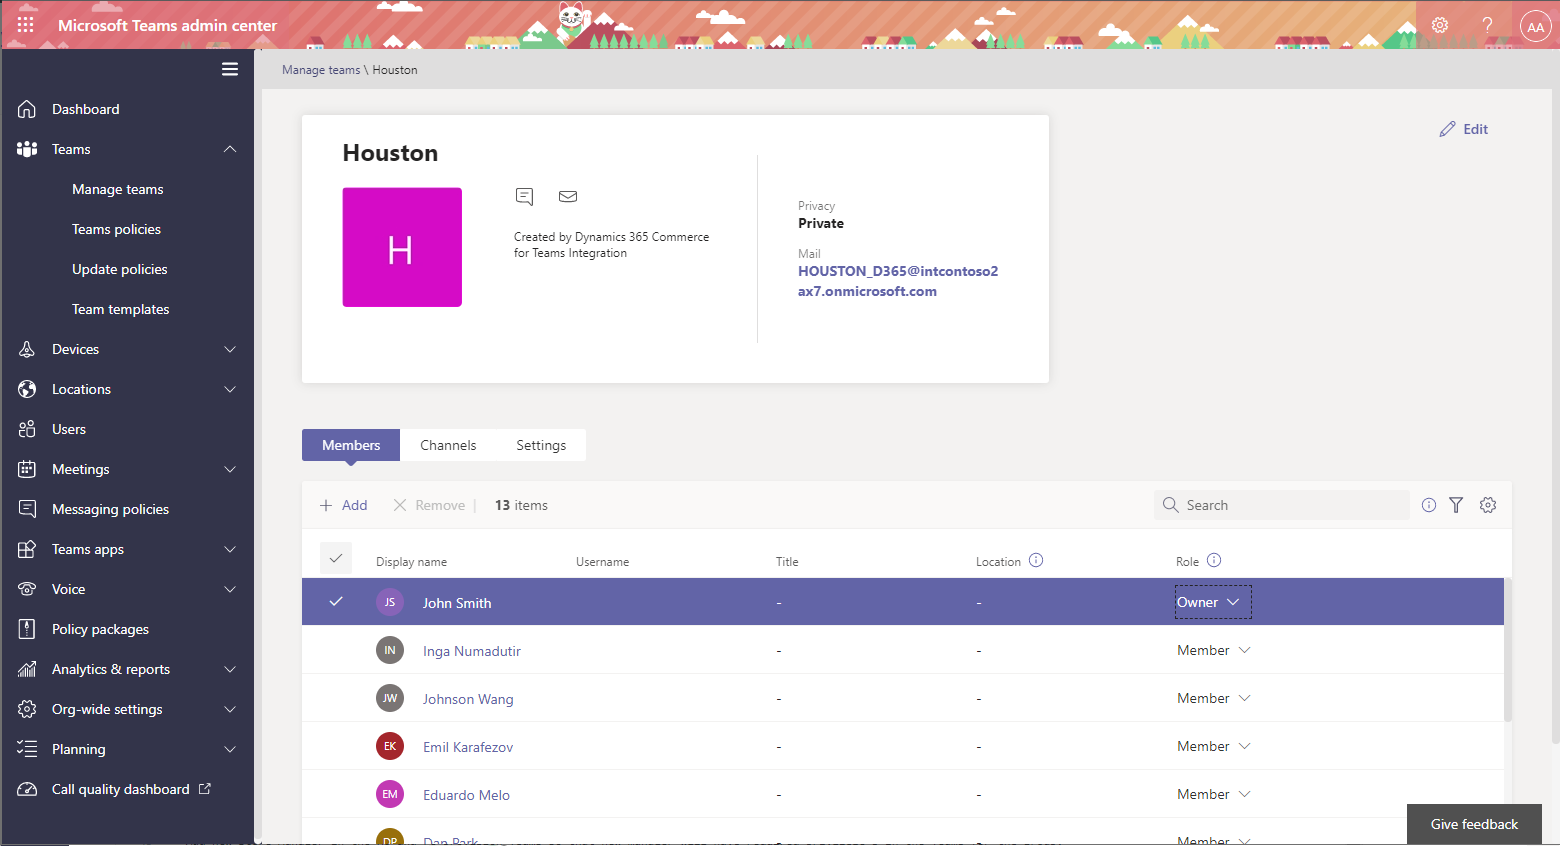 Microsoft Teams admin center
AA
Manage teams \ Houston
Dashboard
Teams
Manage teams
Teams policies
Update policies
Team templates
Devices
Locations
Users
Meetings
Messaging policies
Teams apps
Voice
Policy packages
Analytics & reports
Org-wide settings
Planning
Call quality dashboard
Houston
H
Created by Dynamics 365 Commerce
for Teams Integration
Privacy
Private
Mail
HOUSTON_D365@intcontoso2
ax7.onmicrosoft.com
Edit
Members Channels Settings
Add Remove 13 items Search
Display name Username Title Location Role
JS John Smith - - Owner
IN Inga Numadutir - - Member
JW Johnson Wang - - Member
EK Emil Karafezov - - Member
EM Eduardo Melo - - Member
DP Dan Park - - Member
Give feedback